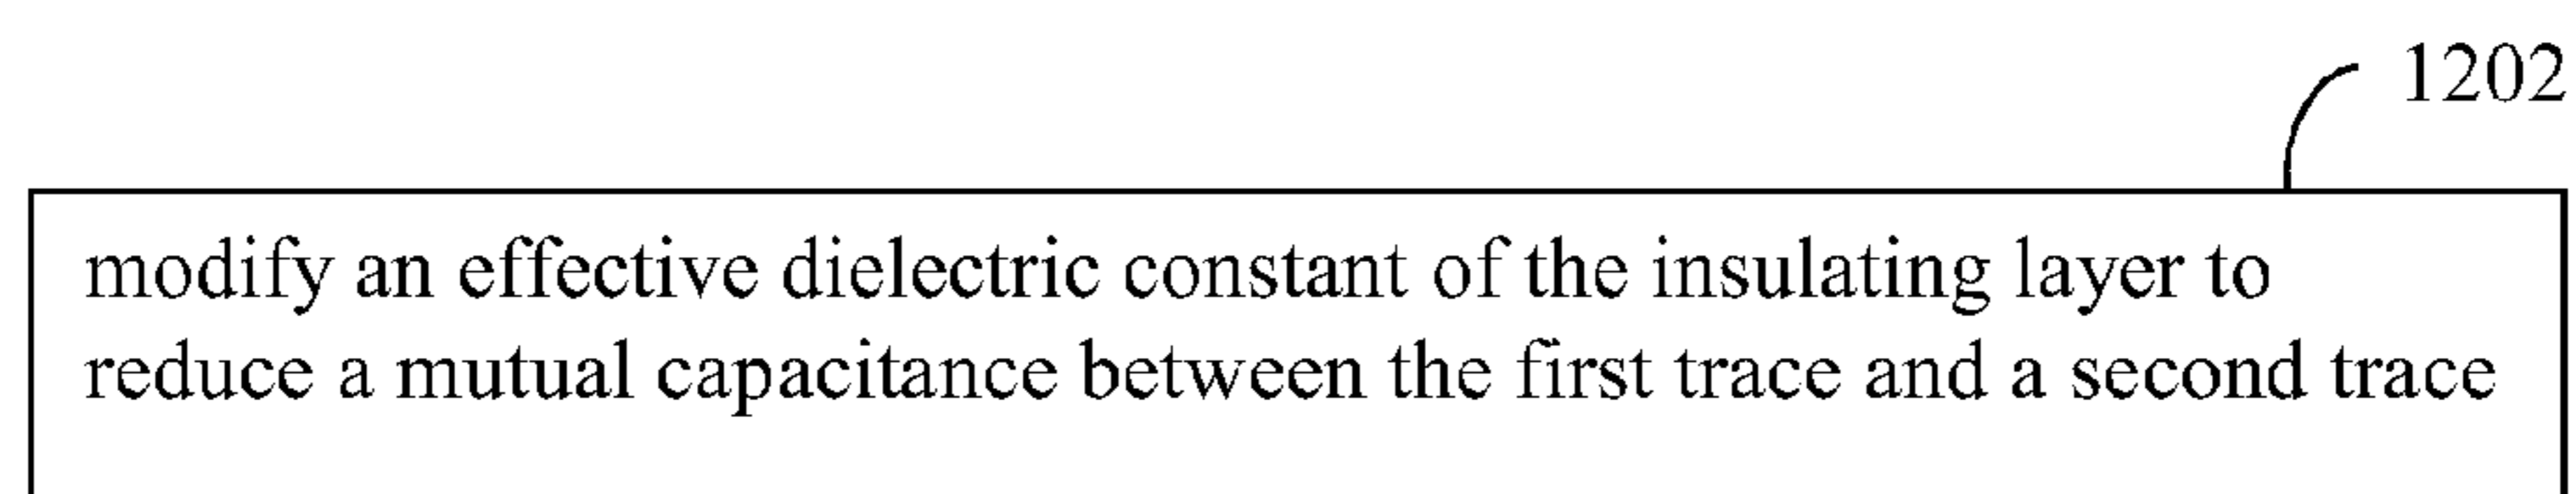 1202
modify an effective dielectric constant of the insulating layer to
reduce a mutual capacitance between the first trace and a second trace